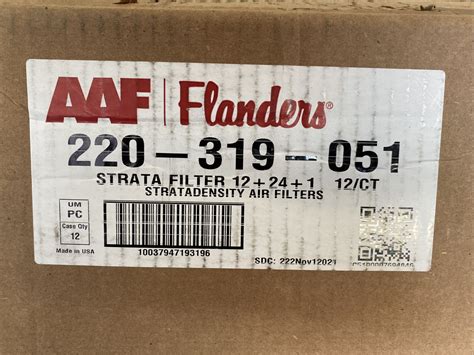 AAF | Flanders®
220-319-051
STRATA FILTER 12+24+1 12/CT
STRATADENSITY AIR FILTERS
UM
PC
Case Qty
12
Made in USA
10037947193196
SDC: 222Nov12021